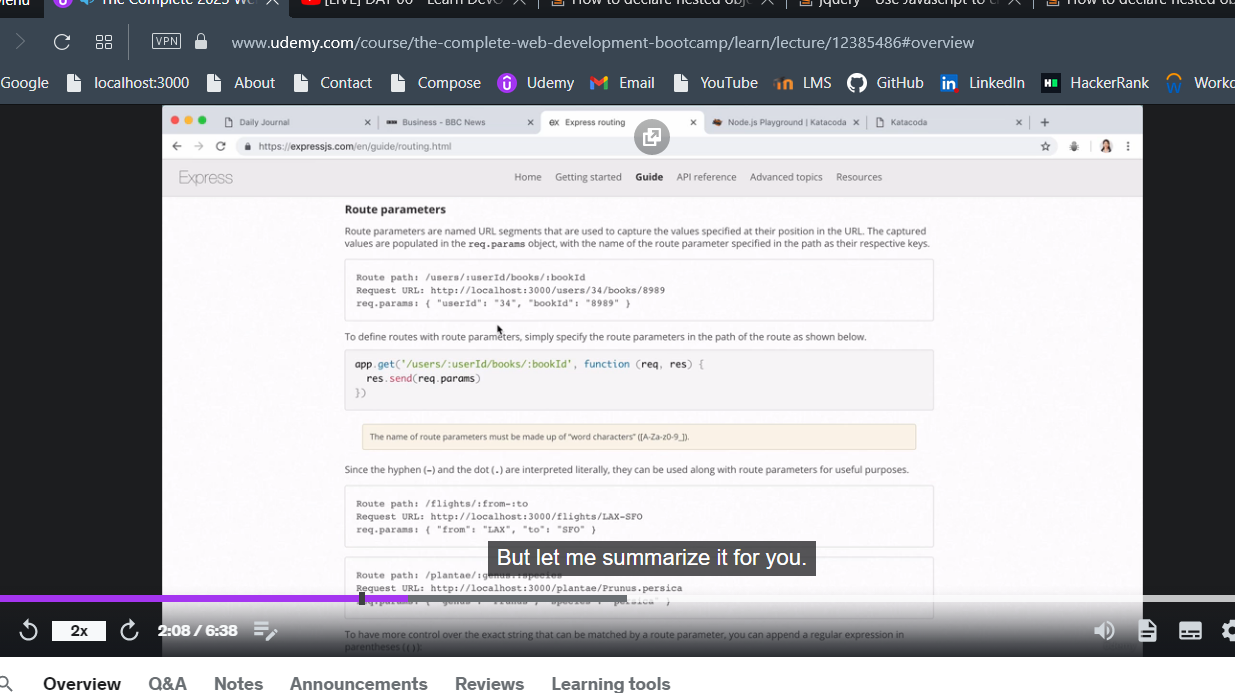 The Complete 2023 We
[LIVE] DAY 06 - Learn Dev
How to declare nested obj
jquery - Use Javascript to
How to declare nested ob
VPN
www.udemy.com/course/the-complete-web-development-bootcamp/learn/lecture/12385486#overview
Google localhost:3000 About Contact Compose Udemy Email YouTube LMS GitHub LinkedIn HackerRank Workc
Daily Journal
Business - BBC News
Express routing
Node.js Playground | Katacoda
Katacoda
https://expressjs.com/en/guide/routing.html
Express
Home Getting started Guide API reference Advanced topics Resources
Route parameters
Route parameters are named URL segments that are used to capture the values specified at their position in the URL. The captured
values are populated in the req.params object, with the name of the route parameter specified in the path as their respective keys.
Route path: /users/:userId/books/:bookId
Request URL: http://localhost:3000/users/34/books/8989
req.params: { "userId": "34", "bookId": "8989" }
To define routes with route parameters, simply specify the route parameters in the path of the route as shown below.
app.get('/users/:userId/books/:bookId', function (req, res) {
res.send(req.params)
})
The name of route parameters must be made up of "word characters" ([A-Za-z0-9_]).
Since the hyphen (-) and the dot (.) are interpreted literally, they can be used along with route parameters for useful purposes.
Route path: /flights/:from-:to
Request URL: http://localhost:3000/flights/LAX-SFO
req.params: { "from": "LAX", "to": "SFO" }
But let me summarize it for you.
Route path: /plantae/:genus.:species
Request URL: http://localhost:3000/plantae/Prunus.persica
req.params: { "genus": "Prunus", "species": "persica" }
2x
2:08 / 6:38
To have more control over the exact string that can be matched by a route parameter, you can append a regular expression in
parentheses (()):
Overview Q&A Notes Announcements Reviews Learning tools